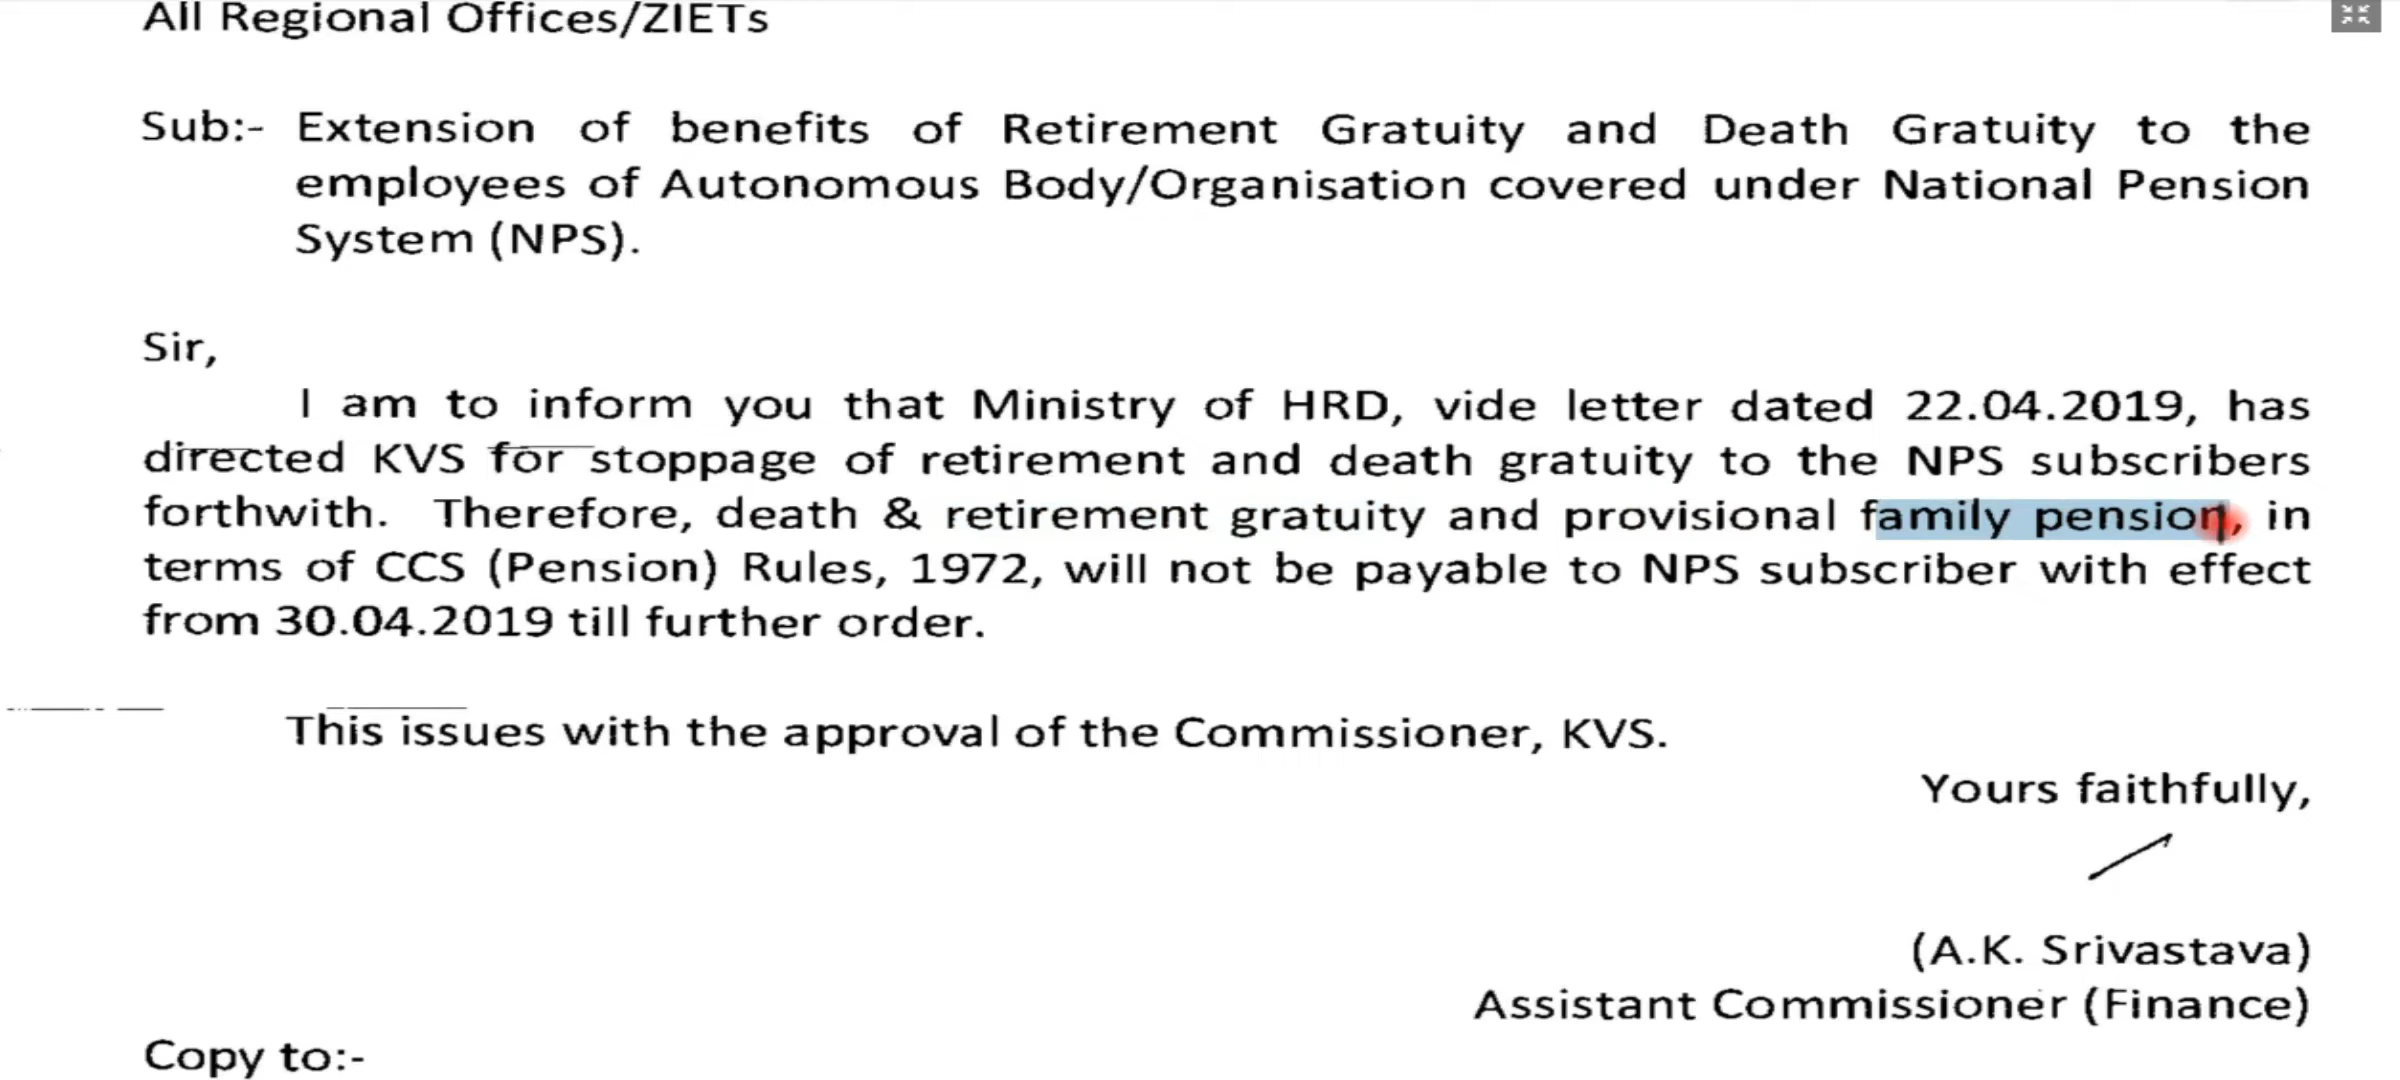 All Regional Offices/ZIETs
Sub:- Extension of benefits of Retirement Gratuity and Death Gratuity to the
employees of Autonomous Body/Organisation covered under National Pension
System (NPS).
Sir,
I am to inform you that Ministry of HRD, vide letter dated 22.04.2019, has
directed KVS for stoppage of retirement and death gratuity to the NPS subscribers
forthwith. Therefore, death & retirement gratuity and provisional family pension, in
terms of CCS (Pension) Rules, 1972, will not be payable to NPS subscriber with effect
from 30.04.2019 till further order.
This issues with the approval of the Commissioner, KVS.
Yours faithfully,
(A.K. Srivastava)
Assistant Commissioner (Finance)
Copy to:-